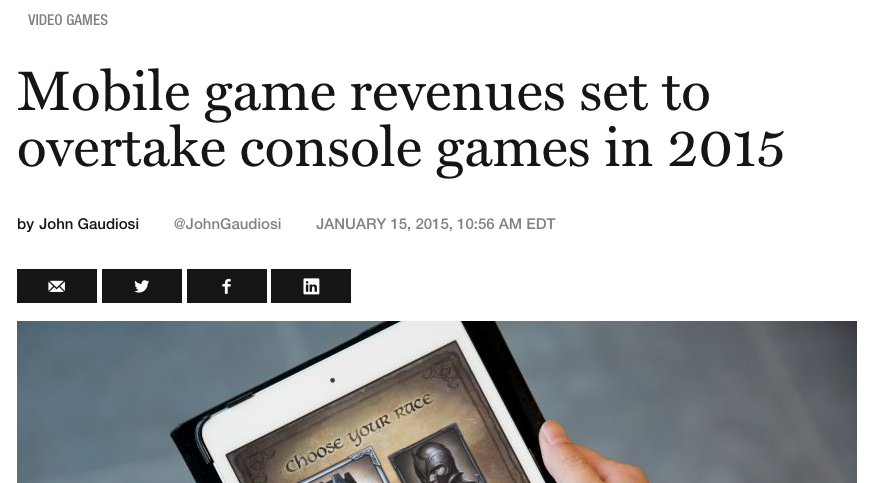 VIDEO GAMES
Mobile game revenues set to
overtake console games in 2015
by John Gaudiosi @JohnGaudiosi JANUARY 15, 2015, 10:56 AM EDT
f in
CHOOSE YOUR RACE